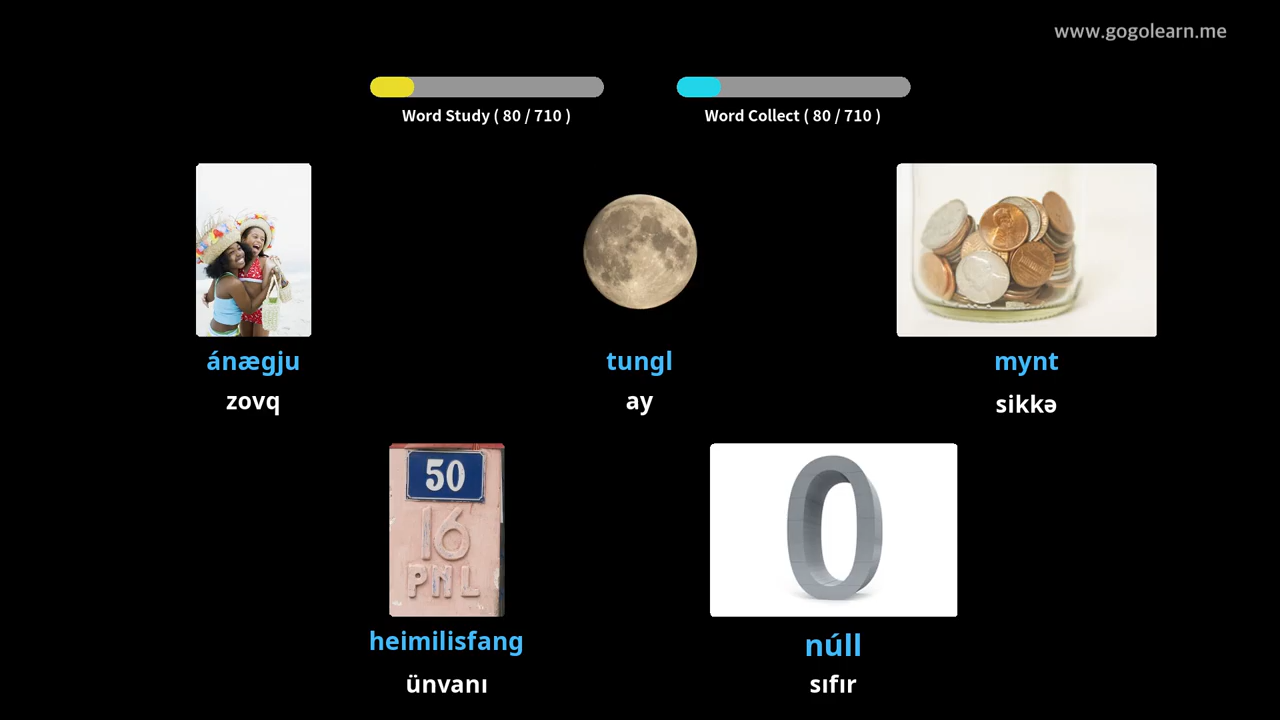 www.gogolearn.me
Word Study ( 80 / 710 )
Word Collect ( 80 / 710 )
ánægju
zovq
tungl
ay
mynt
sikkə
50
16
PNL
heimilisfang
ünvanı
0
núll
sıfır